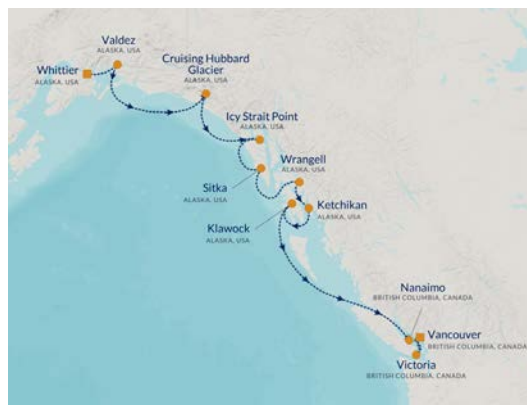 Valdez
ALASKA, USA
Whittier
ALASKA, USA
Cruising Hubbard
Glacier
ALASKA, USA
Icy Strait Point
ALASKA, USA
Wrangell
ALASKA, USA
Sitka
ALASKA, USA
Ketchikan
ALASKA, USA
Klawock
ALASKA, USA
Nanaimo
BRITISH COLUMBIA, CANADA
Vancouver
BRITISH COLUMBIA, CANADA
Victoria
BRITISH COLUMBIA, CANADA